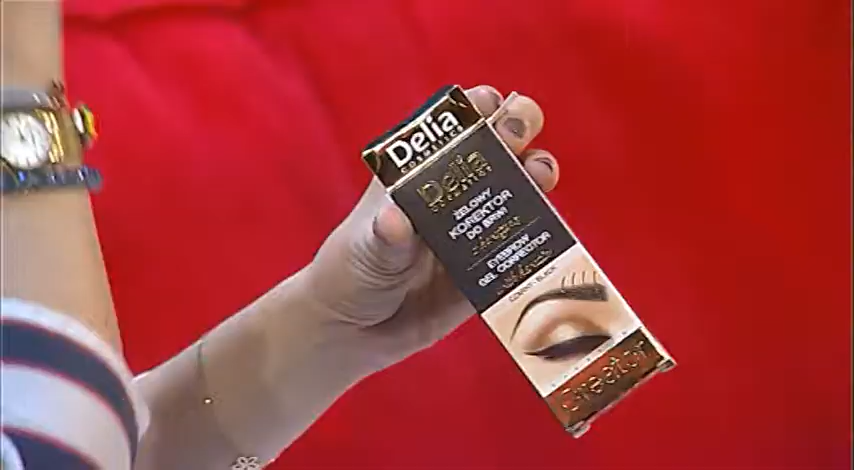 Delia
COSMETICS
Delia
COSMETICS
ŻELOWY
KOREKTOR
DO BRWI
EYEBROW
GEL CORRECTOR
CZARNY • BLACK
Creator